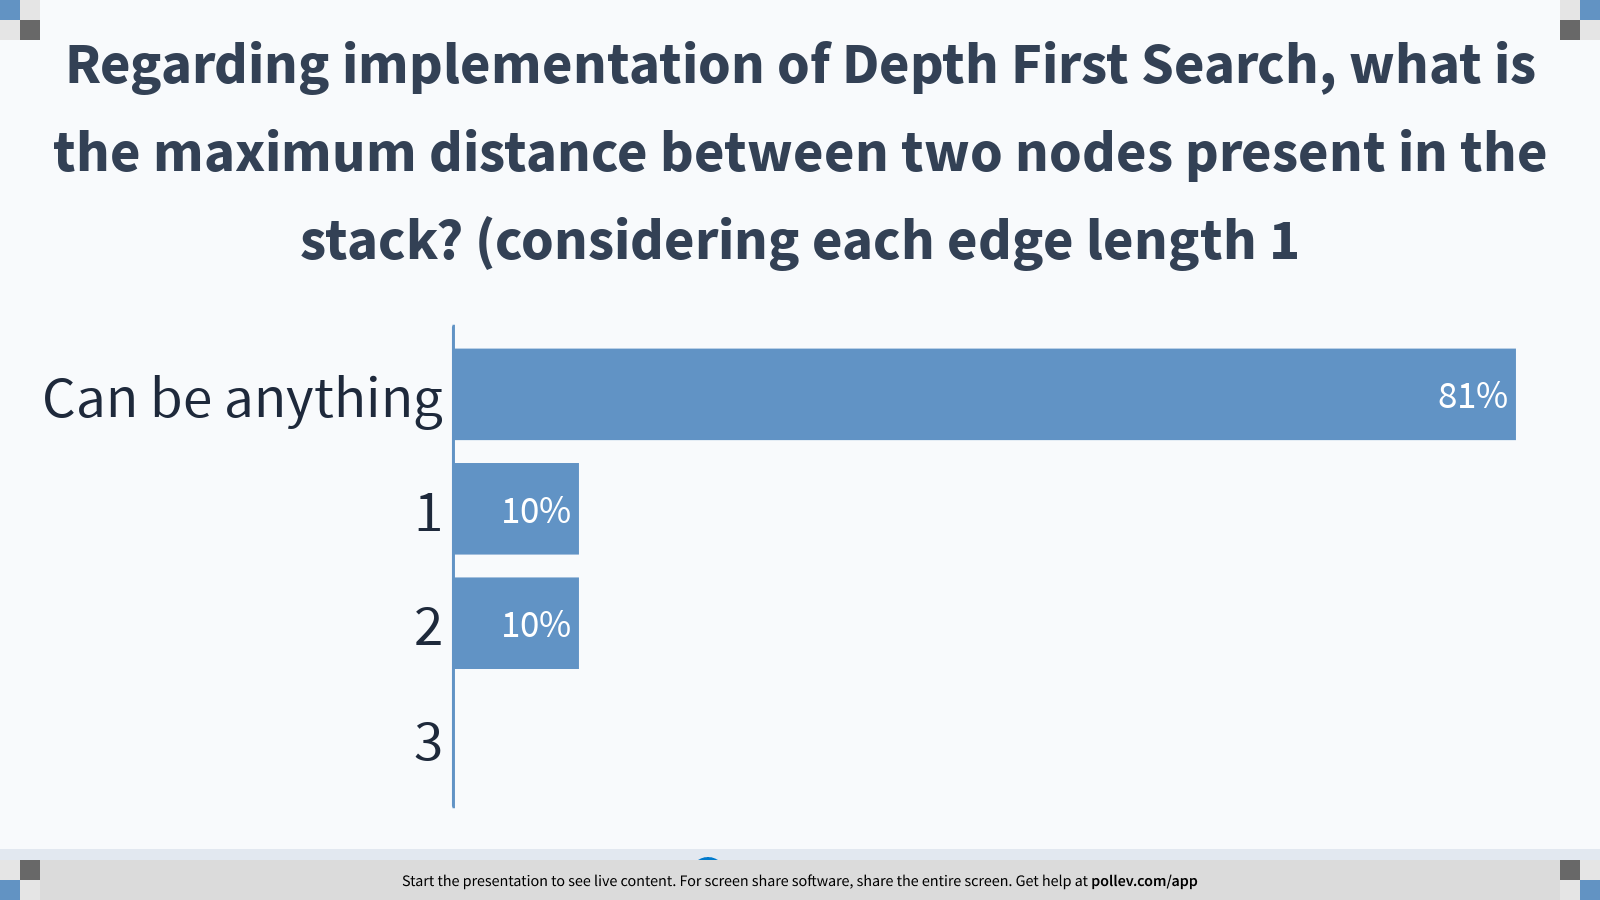 Regarding implementation of Depth First Search, what is
the maximum distance between two nodes present in the
stack? (considering each edge length 1
Can be anything
81%
1
10%
2
10%
3
Start the presentation to see live content. For screen share software, share the entire screen. Get help at pollev.com/app